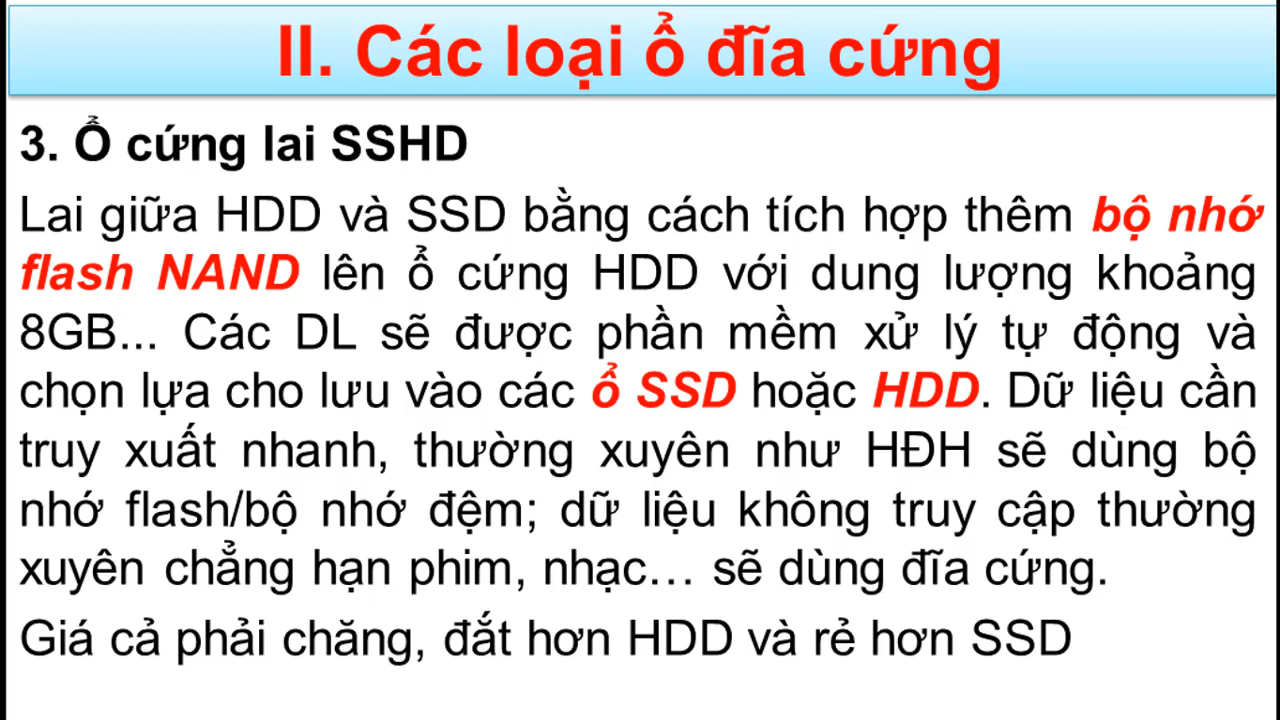 II. Các loại ổ đĩa cứng
3. Ổ cứng lai SSHD
Lai giữa HDD và SSD bằng cách tích hợp thêm bộ nhớ
flash NAND lên ổ cứng HDD với dung lượng khoảng
8GB... Các DL sẽ được phần mềm xử lý tự động và
chọn lựa cho lưu vào các ổ SSD hoặc HDD. Dữ liệu cần
truy xuất nhanh, thường xuyên như HĐH sẽ dùng bộ
nhớ flash/bộ nhớ đệm; dữ liệu không truy cập thường
xuyên chẳng hạn phim, nhạc… sẽ dùng đĩa cứng.
Giá cả phải chăng, đắt hơn HDD và rẻ hơn SSD